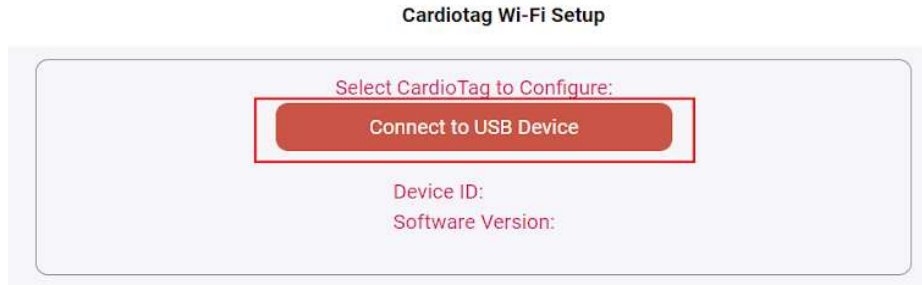 Cardiotag Wi-Fi Setup
Select CardioTag to Configure:
Connect to USB Device
Device ID:
Software Version: